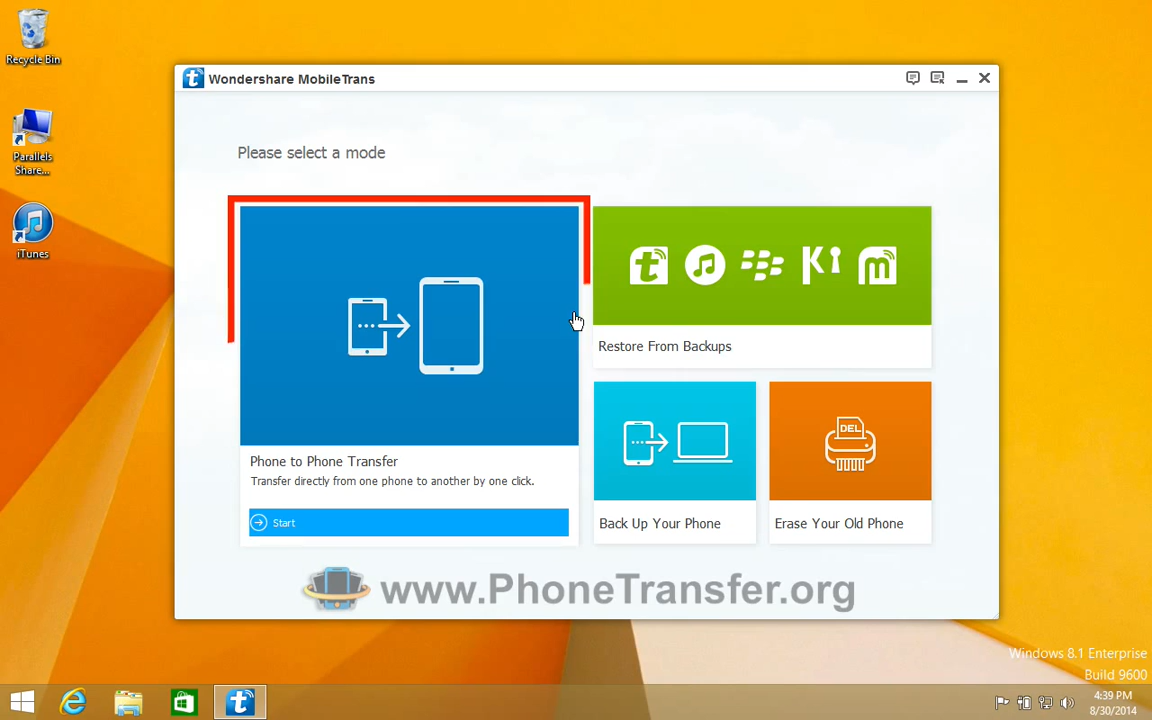 Recycle Bin
Parallels
Share...
iTunes
Wondershare MobileTrans
Please select a mode
Phone to Phone Transfer
Transfer directly from one phone to another by one click.
Start
Restore From Backups
Back Up Your Phone
DEL
Erase Your Old Phone
www.PhoneTransfer.org
Windows 8.1 Enterprise
Build 9600
4:39 PM
8/30/2014